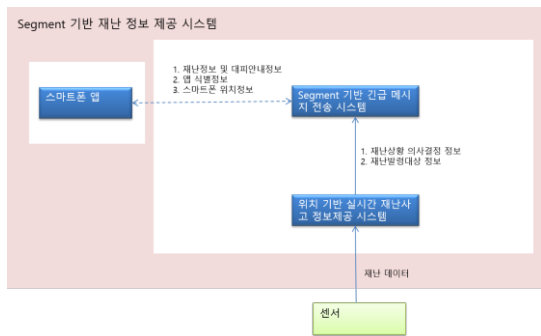 Segment 기반 재난 정보 제공 시스템
1. 재난정보 및 대피안내정보
2. 앱 식별정보
3. 스마트폰 위치정보
스마트폰 앱
Segment 기반 긴급 메시
지 전송 시스템
1. 재난상황 의사결정 정보
2. 재난발령대상 정보
위치 기반 실시간 재난사
고 정보제공 시스템
재난 데이터
센서